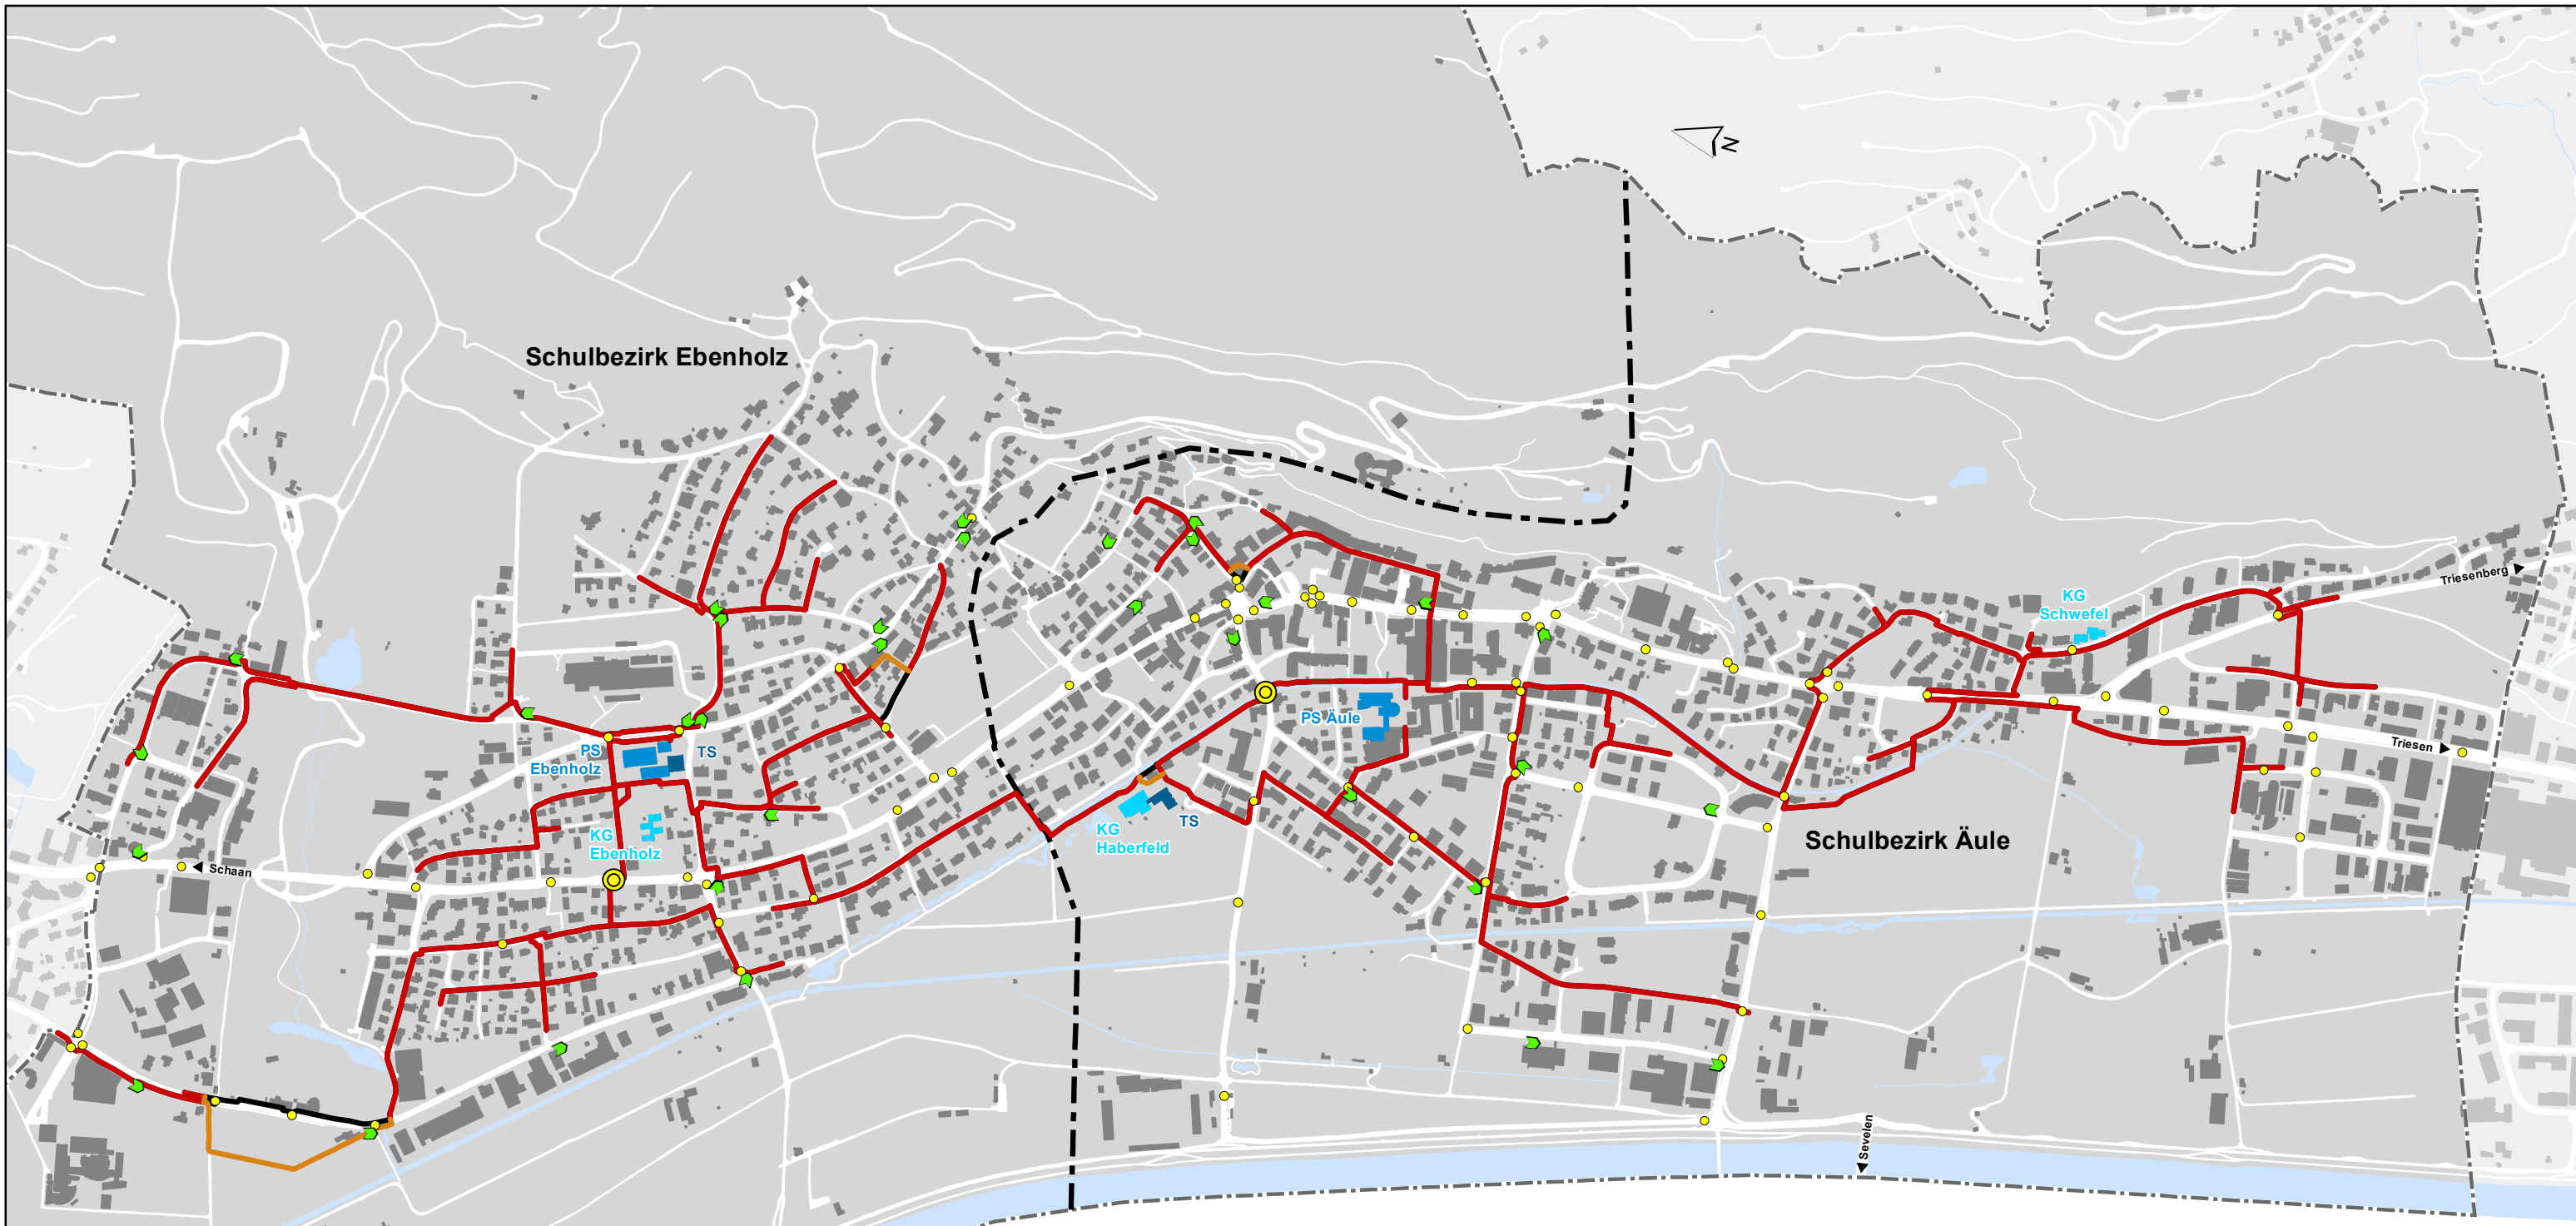 N
Schulbezirk Ebenholz
Triesenberg
KG
Schwefel
PS Äule
PS
Ebenholz
TS
Triesen
KG
Haberfeld
TS
KG
Ebenholz
Schulbezirk Äule
Schaan
Sevelen